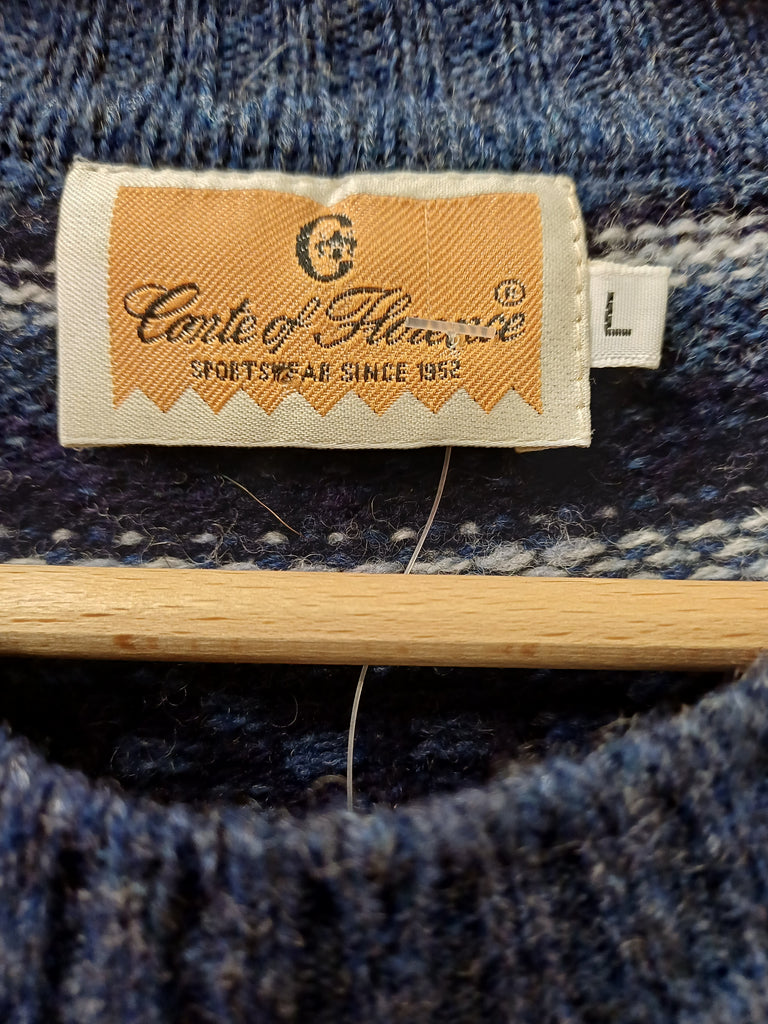 C
Conte of Florence®
SPORTSWEAR SINCE 1952
L